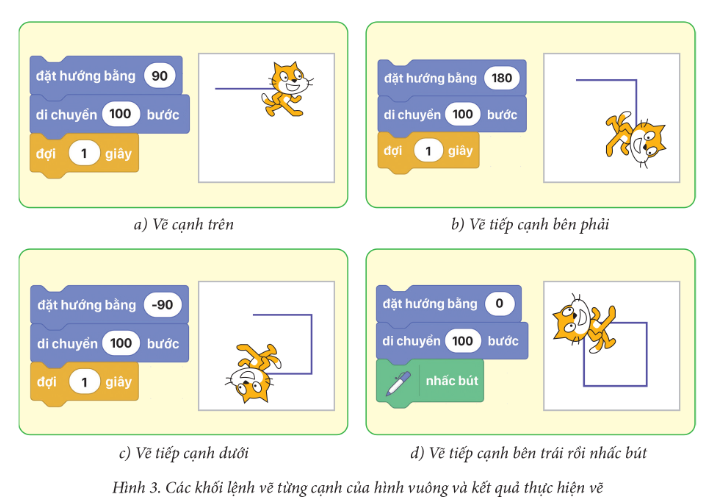 đặt hướng bằng 90
di chuyển 100 bước
đợi 1 giây
a) Vẽ cạnh trên
đặt hướng bằng 180
di chuyển 100 bước
đợi 1 giây
b) Vẽ tiếp cạnh bên phải
đặt hướng bằng -90
di chuyển 100 bước
đợi 1 giây
c) Vẽ tiếp cạnh dưới
đặt hướng bằng 0
di chuyển 100 bước
nhấc bút
d) Vẽ tiếp cạnh bên trái rồi nhấc bút
Hình 3. Các khối lệnh vẽ từng cạnh của hình vuông và kết quả thực hiện vẽ